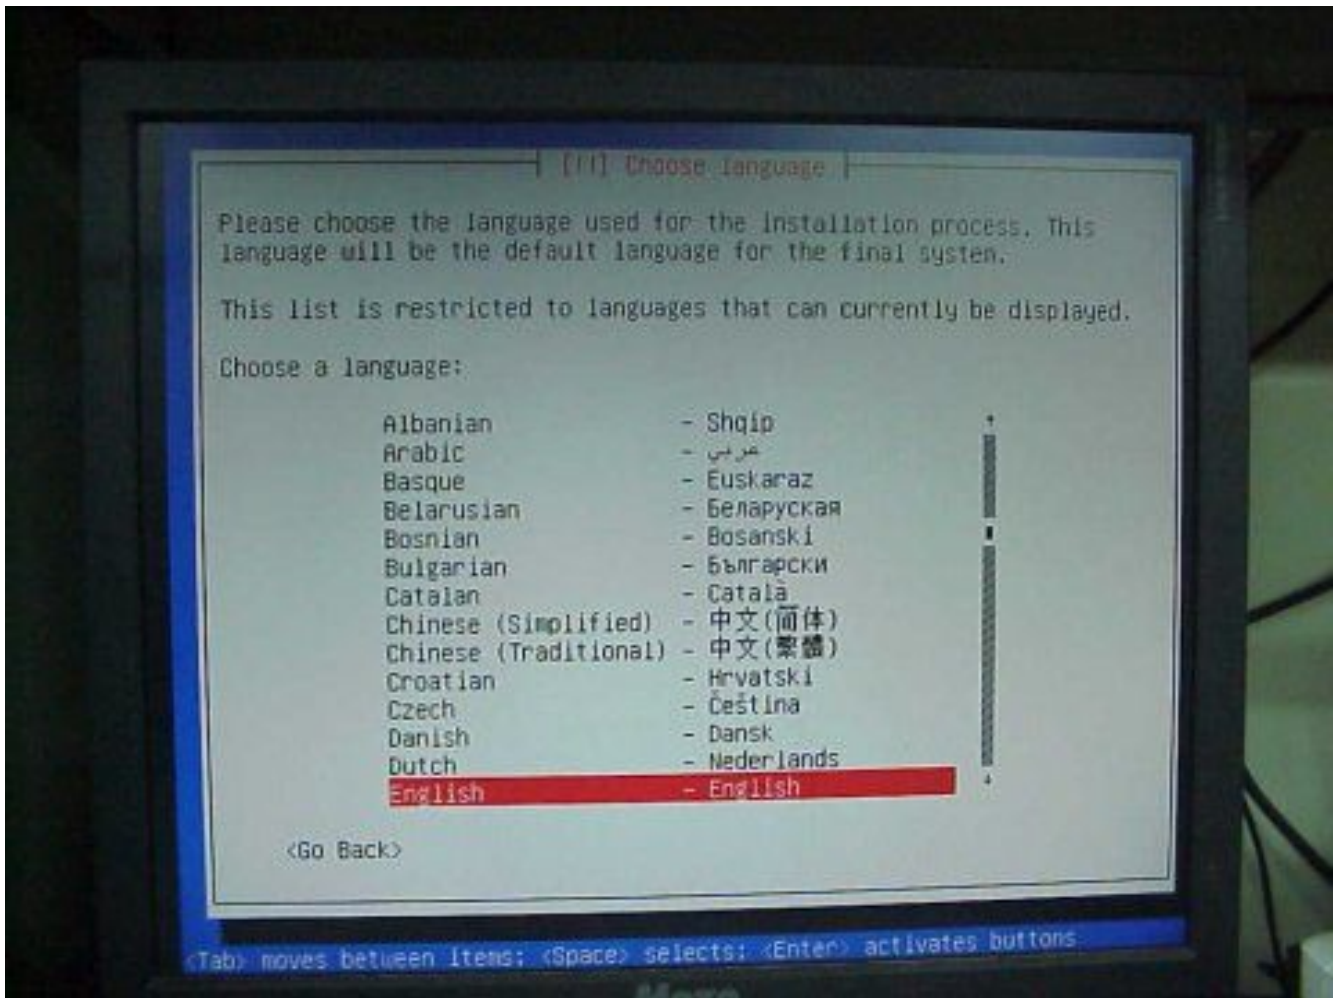 [!!] Choose language
Please choose the language used for the installation process. This
language will be the default language for the final system.
This list is restricted to languages that can currently be displayed.
Choose a language:
Albanian - Shqip
Arabic - عربي
Basque - Euskaraz
Belarusian - Беларуская
Bosnian - Bosanski
Bulgarian - Български
Catalan - Català
Chinese (Simplified) - 中文(简体)
Chinese (Traditional) - 中文(繁體)
Croatian - Hrvatski
Czech - Čeština
Danish - Dansk
Dutch - Nederlands
English - English
<Go Back>
<Tab> moves between items; <Space> selects; <Enter> activates buttons